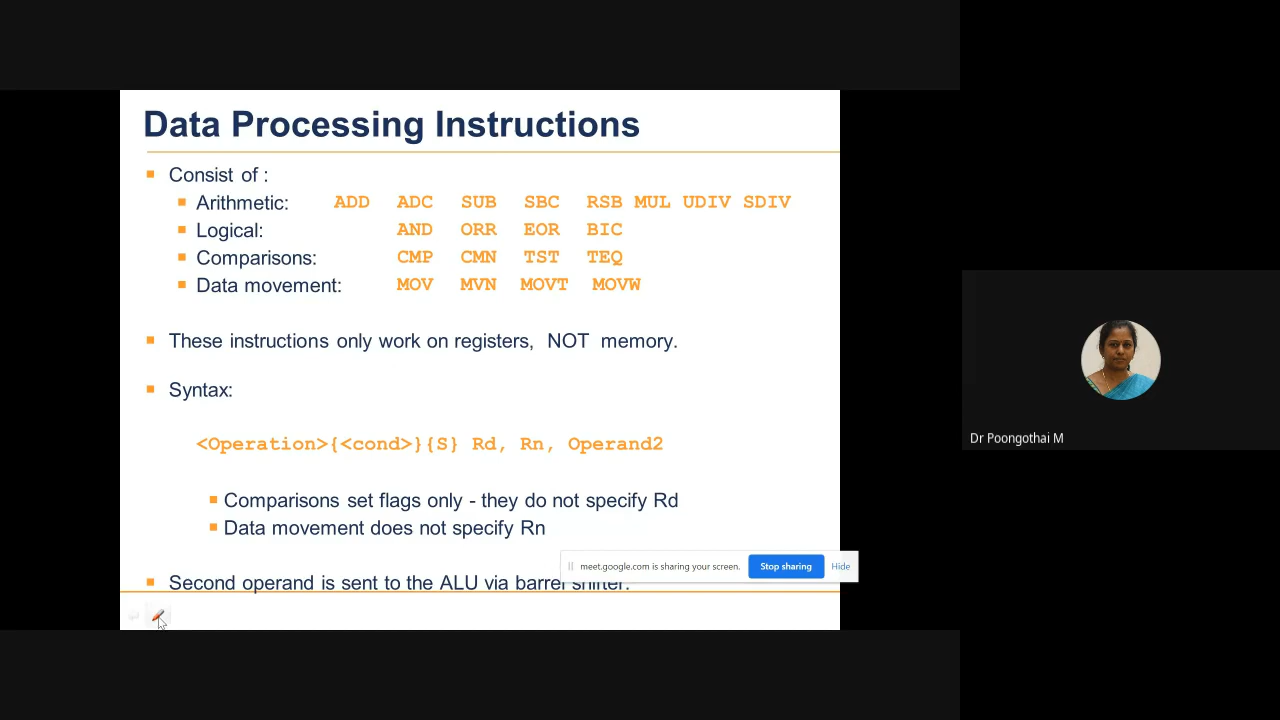 Data Processing Instructions
Consist of :
Arithmetic: ADD ADC SUB SBC RSB MUL UDIV SDIV
Logical: AND ORR EOR BIC
Comparisons: CMP CMN TST TEQ
Data movement: MOV MVN MOVT MOVW
These instructions only work on registers, NOT memory.
Syntax:
<Operation>{<cond>}{S} Rd, Rn, Operand2
Comparisons set flags only - they do not specify Rd
Data movement does not specify Rn
meet.google.com is sharing your screen. Stop sharing Hide
Second operand is sent to the ALU via barrel shifter.
Dr Poongothai M